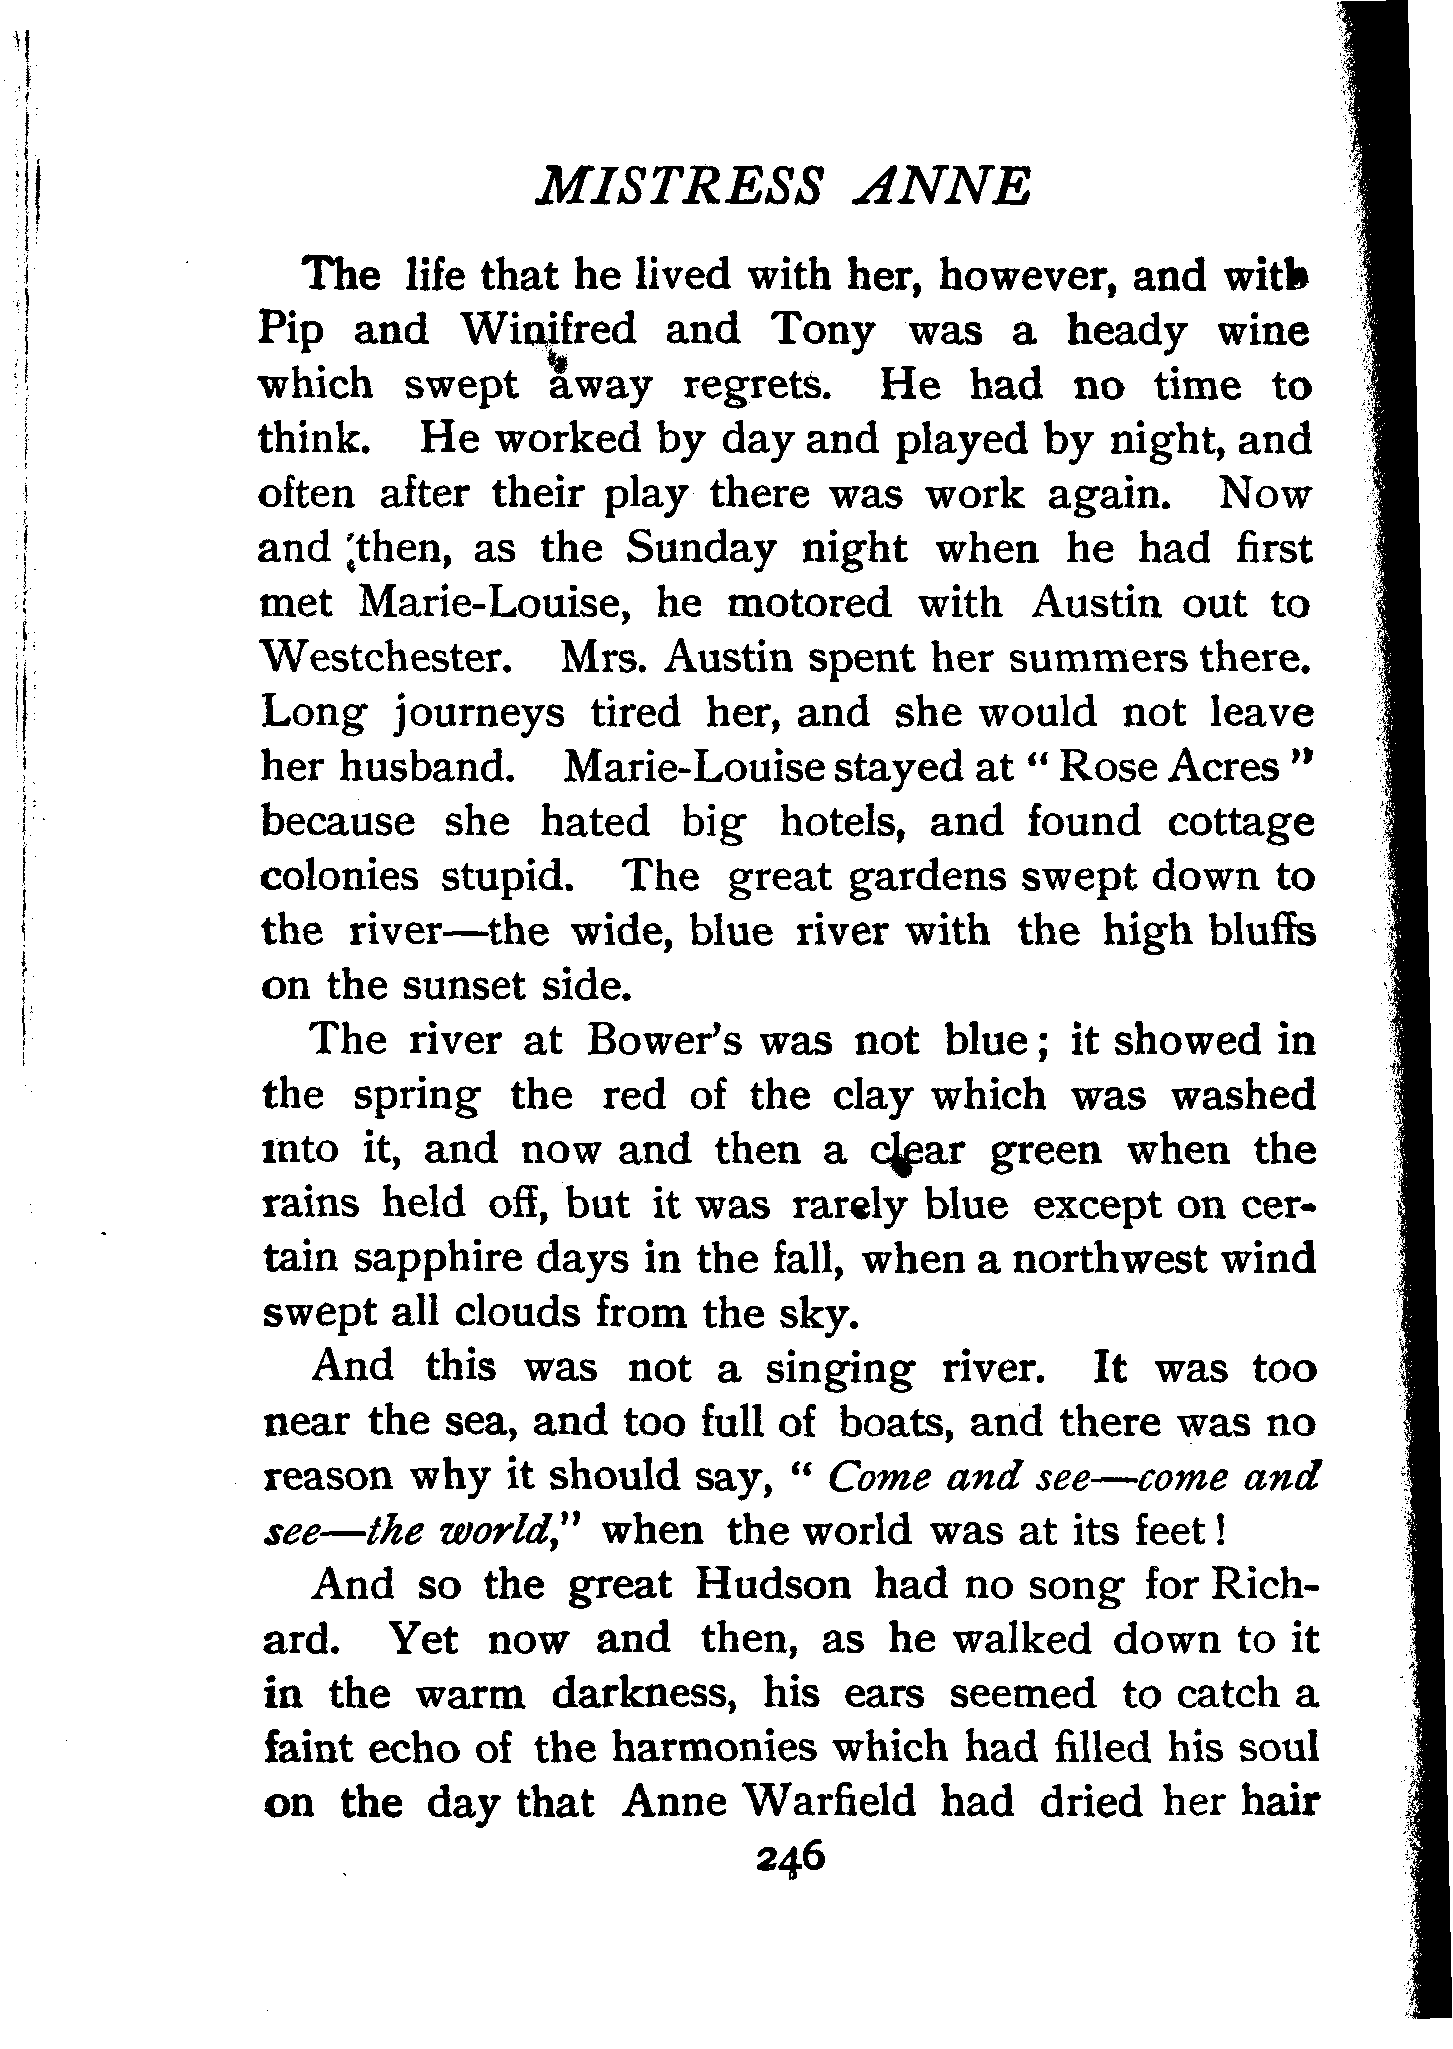 MISTRESS ANNE
The life that he lived with her, however, and with
Pip and Winifred and Tony was a heady wine
which swept away regrets. He had no time to
think. He worked by day and played by night, and
often after their play there was work again. Now
and then, as the Sunday night when he had first
met Marie-Louise, he motored with Austin out to
Westchester. Mrs. Austin spent her summers there.
Long journeys tired her, and she would not leave
her husband. Marie-Louise stayed at “ Rose Acres ”
because she hated big hotels, and found cottage
colonies stupid. The great gardens swept down to
the river—the wide, blue river with the high bluffs
on the sunset side.
The river at Bower’s was not blue ; it showed in
the spring the red of the clay which was washed
into it, and now and then a clear green when the
rains held off, but it was rarely blue except on cer-
tain sapphire days in the fall, when a northwest wind
swept all clouds from the sky.
And this was not a singing river. It was too
near the sea, and too full of boats, and there was no
reason why it should say, “ Come and see—come and
see—the world,” when the world was at its feet !
And so the great Hudson had no song for Rich-
ard. Yet now and then, as he walked down to it
in the warm darkness, his ears seemed to catch a
faint echo of the harmonies which had filled his soul
on the day that Anne Warfield had dried her hair
246